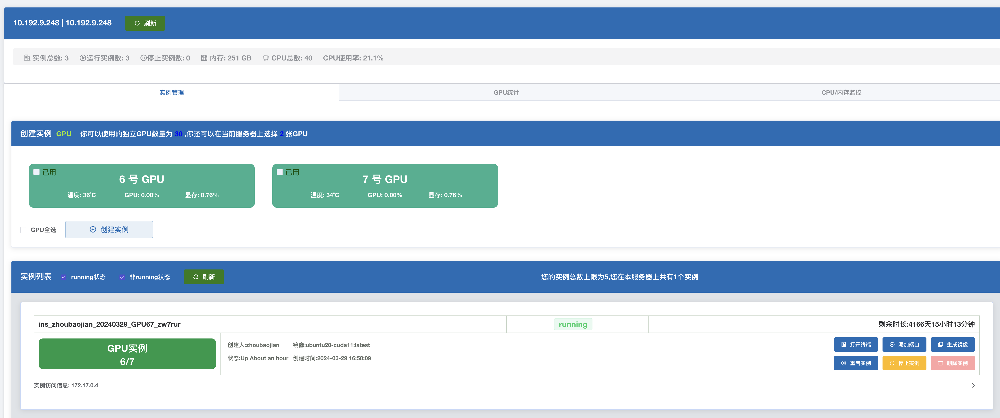 10.192.9.248 | 10.192.9.248 刷新
实例总数: 3 运行实例数: 3 停止实例数: 0 内存: 251 GB CPU总数: 40 CPU使用率: 21.1%
实例管理 GPU统计 CPU/内存监控
创建实例 GPU 你可以使用的独立GPU数量为 30 ,你还可以在当前服务器上选择 2 张GPU
已用 已用
6 号 GPU 7 号 GPU
温度: 36℃ GPU: 0.00% 显存: 0.76% 温度: 34℃ GPU: 0.00% 显存: 0.76%
GPU全选 创建实例
实例列表 running状态 非running状态 刷新 您的实例总数上限为5,您在本服务器上共有1个实例
ins_zhoubaojian_20240329_GPU67_zw7rur running 剩余时长:4166天15小时13分钟
GPU实例
6/7
创建人:zhoubaojian 镜像:ubuntu20-cuda11:latest
状态:Up About an hour 创建时间:2024-03-29 16:58:09
打开终端 添加端口 生成镜像
重启实例 停止实例 删除实例
实例访问信息: 172.17.0.4